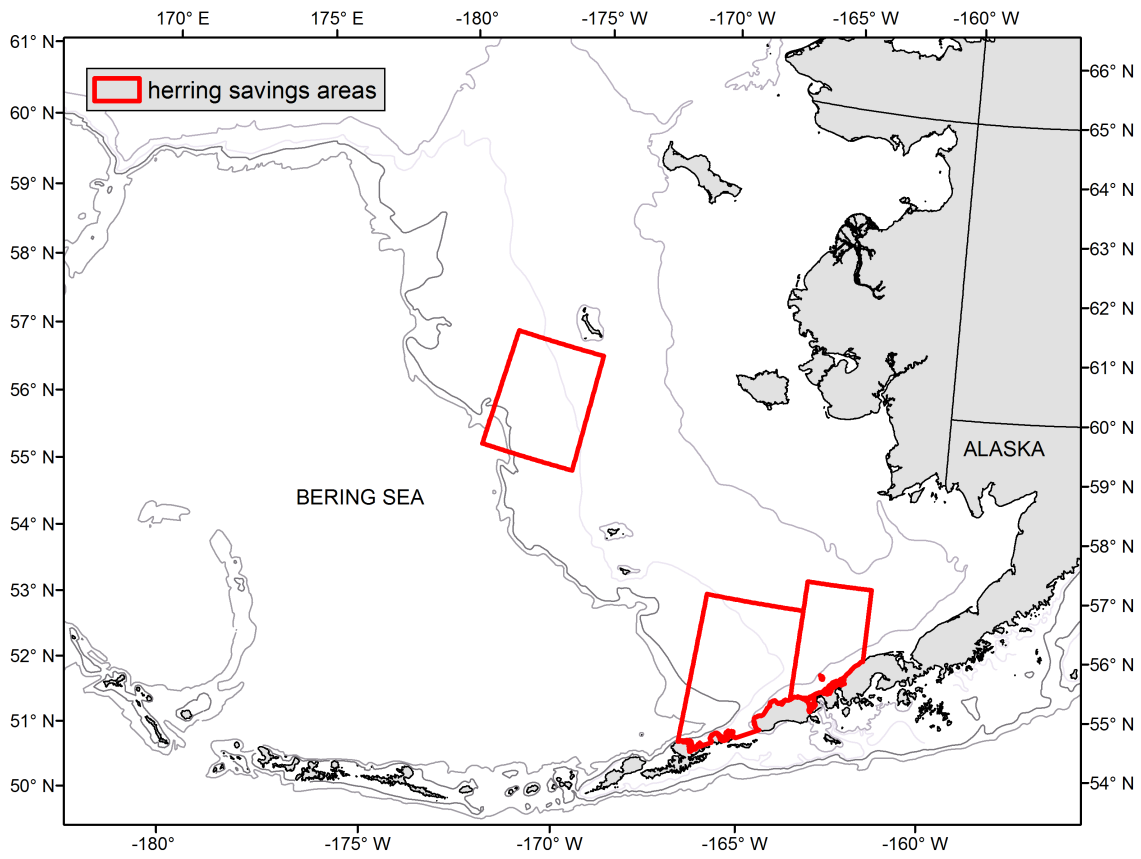 170° E 175° E -180° -175° W -170° W -165° W -160° W
61° N
herring savings areas
66° N
60° N
65° N
59° N
64° N
58° N
63° N
57° N
62° N
56° N
61° N
60° N
55° N
ALASKA
59° N
BERING SEA
54° N
58° N
53° N
57° N
52° N
56° N
51° N
55° N
50° N
54° N
-180° -175° W -170° W -165° W -160° W